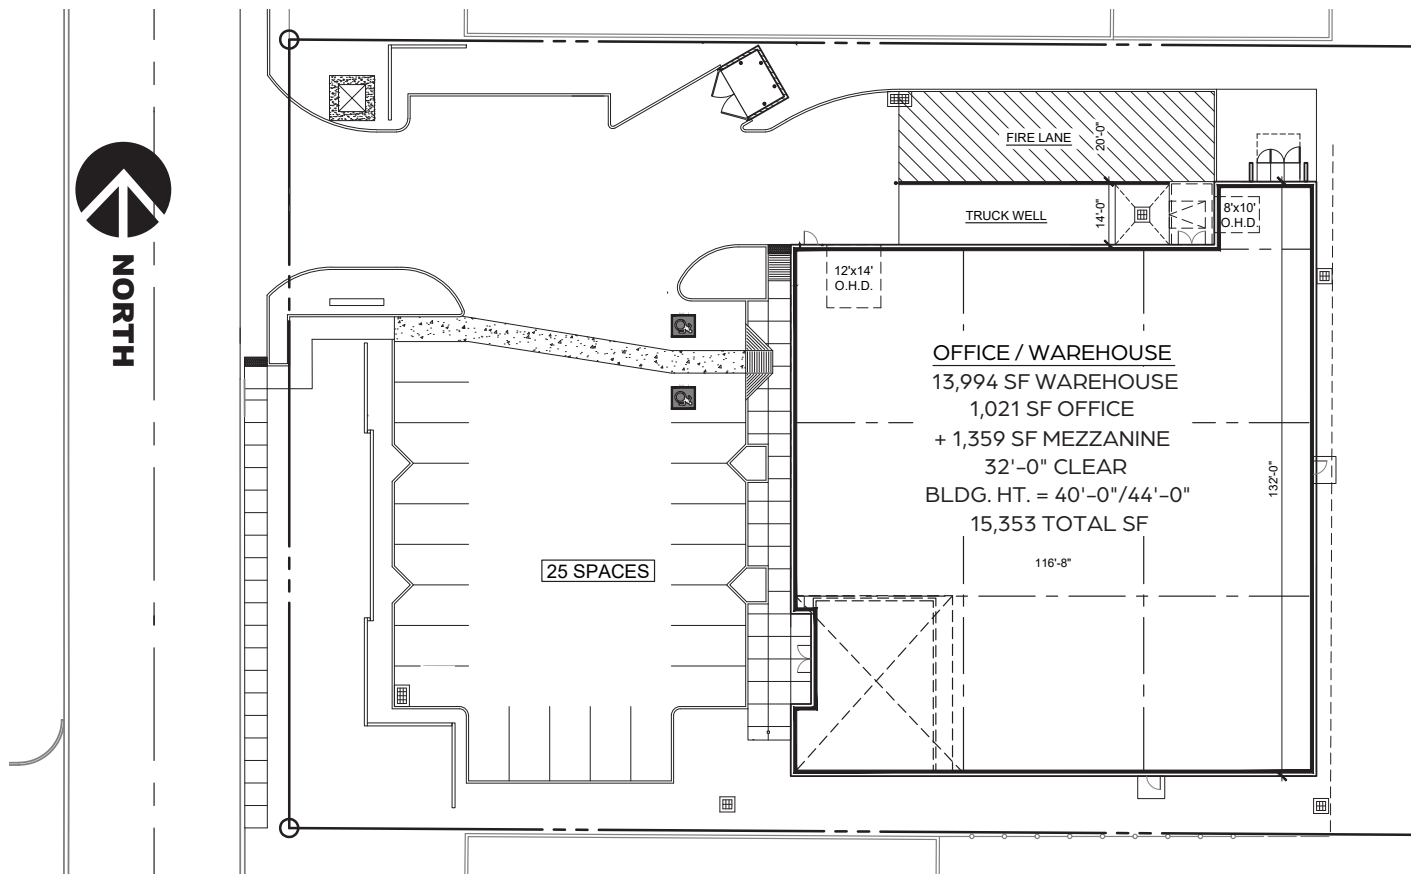 FIRE LANE
20'-0"
TRUCK WELL
14'-0"
8'x10'
O.H.D.
12'x14'
O.H.D.
NORTH
OFFICE / WAREHOUSE
13,994 SF WAREHOUSE
1,021 SF OFFICE
+ 1,359 SF MEZZANINE
32'-0" CLEAR
BLDG. HT. = 40'-0"/44'-0"
15,353 TOTAL SF
132'-0"
116'-8"
25 SPACES